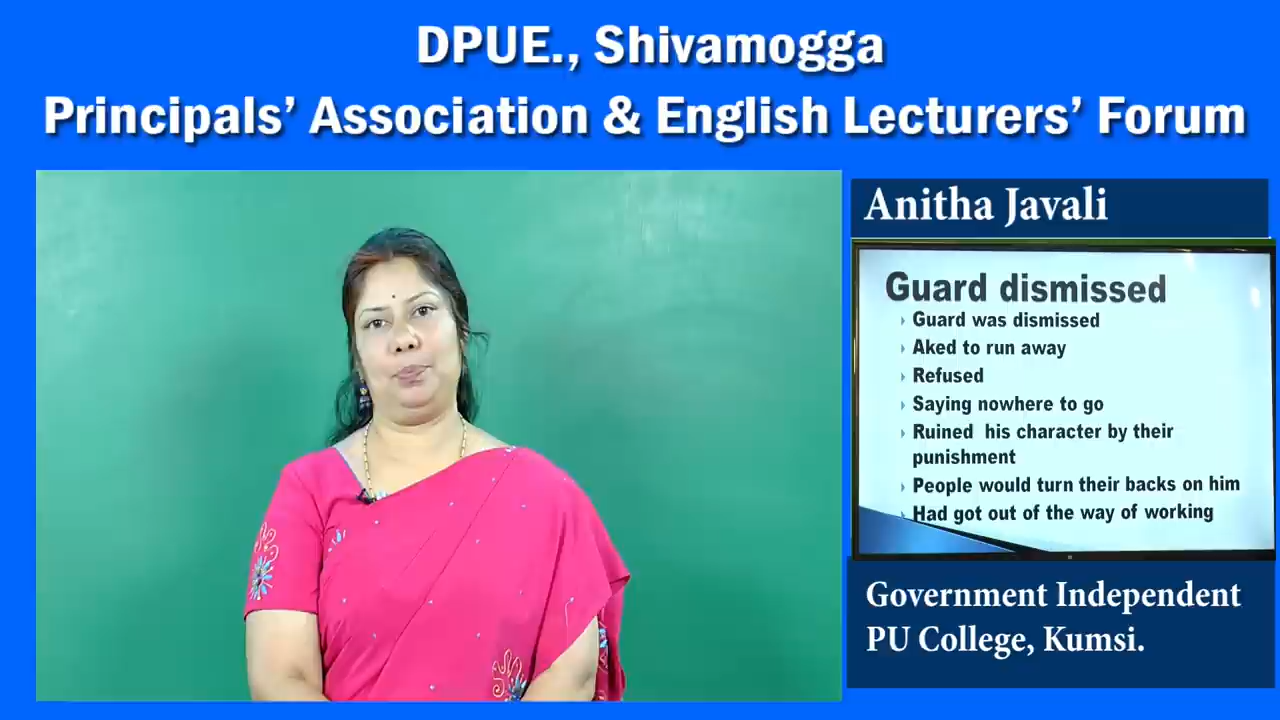 DPUE., Shivamogga
Principals’ Association & English Lecturers’ Forum
Anitha Javali
Guard dismissed
Guard was dismissed
Aked to run away
Refused
Saying nowhere to go
Ruined his character by their
punishment
People would turn their backs on him
Had got out of the way of working
Government Independent
PU College, Kumsi.